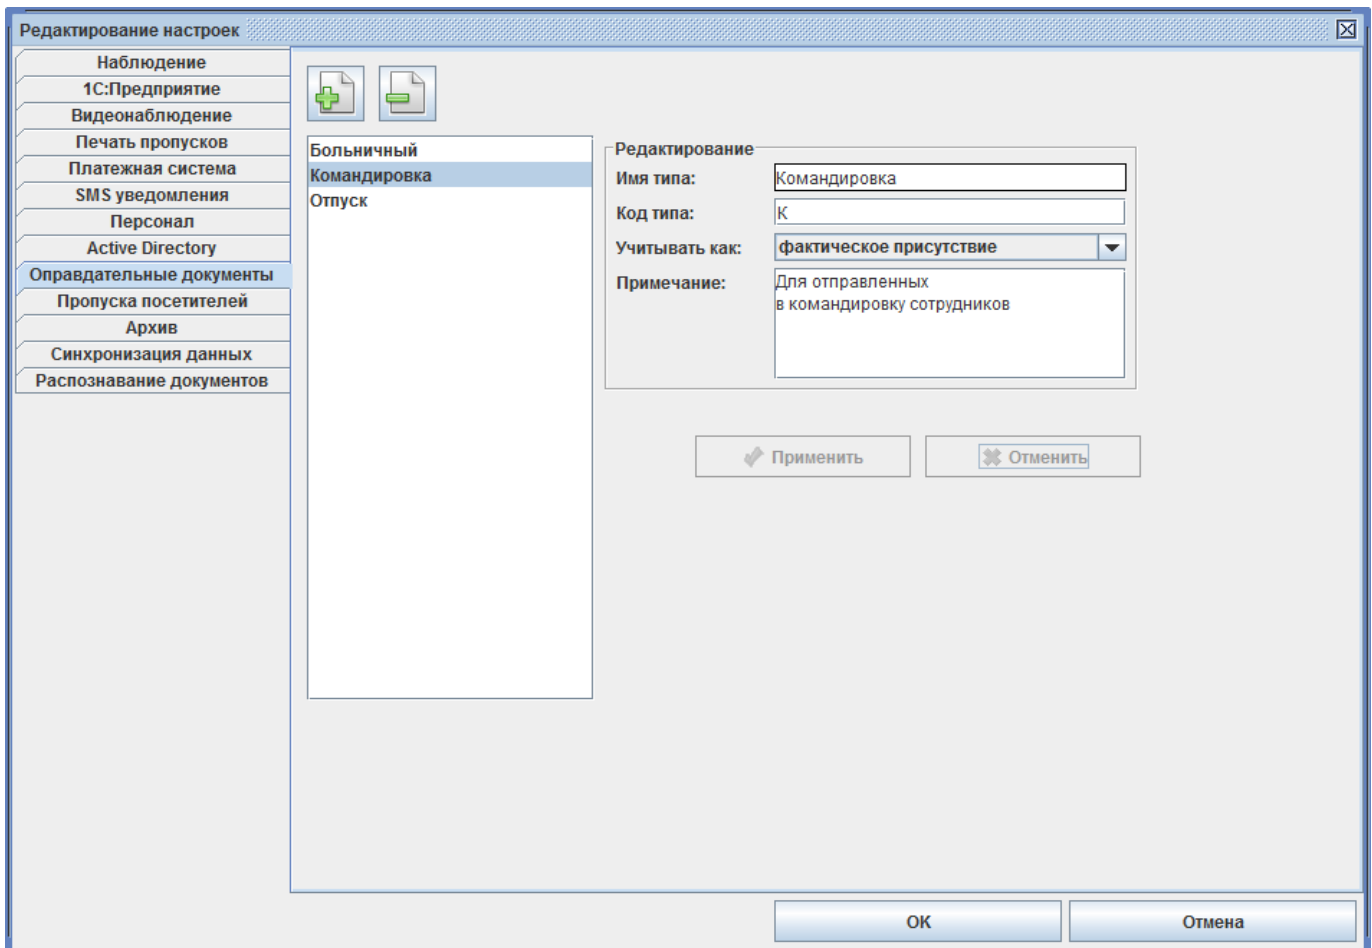 Редактирование настроек
Наблюдение
1С:Предприятие
Видеонаблюдение
Печать пропусков
Платежная система
SMS уведомления
Персонал
Active Directory
Оправдательные документы
Пропуска посетителей
Архив
Синхронизация данных
Распознавание документов
Больничный
Командировка
Отпуск
Редактирование
Имя типа: Командировка
Код типа: К
Учитывать как: фактическое присутствие
Примечание: Для отправленных
в командировку сотрудников
Применить Отменить
OK Отмена